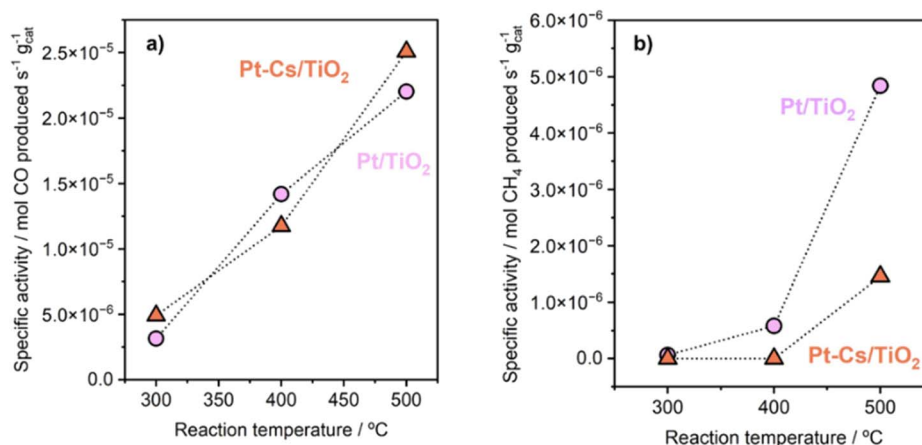 a)
Pt-Cs/TiO₂
Pt/TiO₂
Specific activity / mol CO produced s⁻¹ g⁻¹cat
2.5×10⁻⁵
2.0×10⁻⁵
1.5×10⁻⁵
1.0×10⁻⁵
5.0×10⁻⁶
0.0
300 350 400 450 500
Reaction temperature / ºC
b)
Pt/TiO₂
Pt-Cs/TiO₂
Specific activity / mol CH₄ produced s⁻¹ g⁻¹cat
6.0×10⁻⁶
5.0×10⁻⁶
4.0×10⁻⁶
3.0×10⁻⁶
2.0×10⁻⁶
1.0×10⁻⁶
0.0
300 350 400 450 500
Reaction temperature / ºC